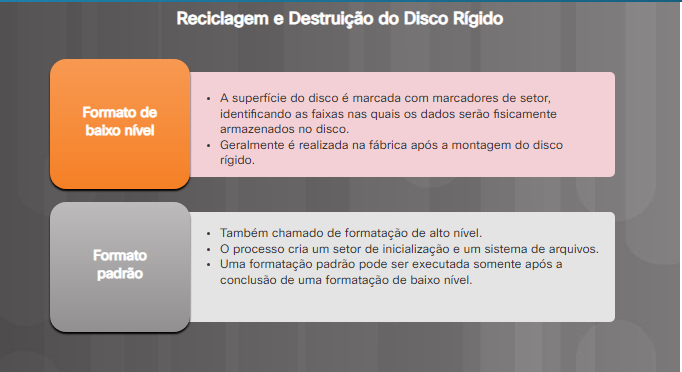 Reciclagem e Destruição do Disco Rígido
Formato de
baixo nível
• A superfície do disco é marcada com marcadores de setor,
identificando as faixas nas quais os dados serão fisicamente
armazenados no disco.
• Geralmente é realizada na fábrica após a montagem do disco
rígido.
Formato
padrão
• Também chamado de formatação de alto nível.
• O processo cria um setor de inicialização e um sistema de arquivos.
• Uma formatação padrão pode ser executada somente após a
conclusão de uma formatação de baixo nível.